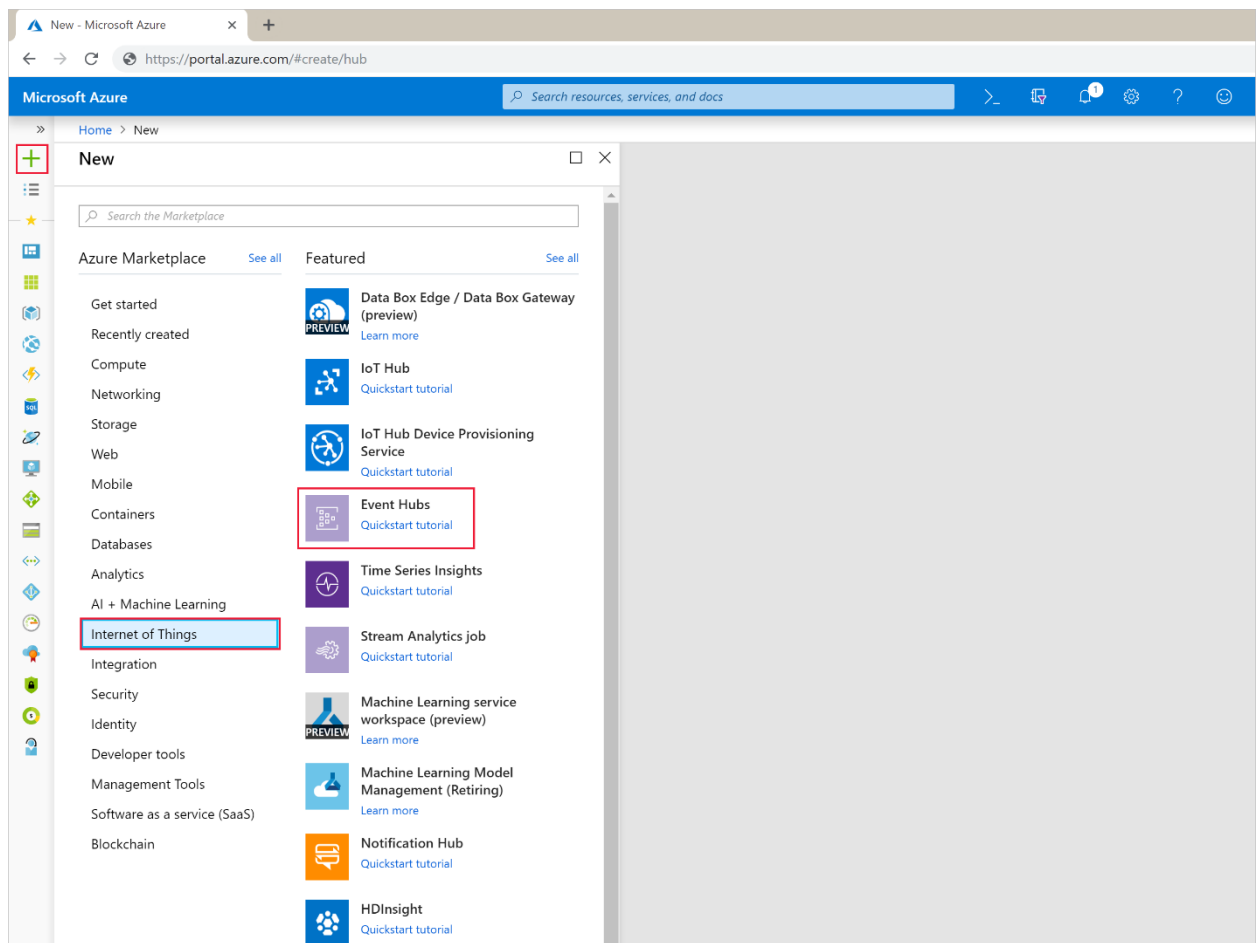 New - Microsoft Azure
https://portal.azure.com/#create/hub
Microsoft Azure
Search resources, services, and docs
1
Home > New
New
Search the Marketplace
Azure Marketplace
See all
Get started
Recently created
Compute
Networking
Storage
Web
Mobile
Containers
Databases
Analytics
AI + Machine Learning
Internet of Things
Integration
Security
Identity
Developer tools
Management Tools
Software as a service (SaaS)
Blockchain
Featured
See all
Data Box Edge / Data Box Gateway
(preview)
PREVIEW
Learn more
IoT Hub
Quickstart tutorial
IoT Hub Device Provisioning
Service
Quickstart tutorial
Event Hubs
Quickstart tutorial
Time Series Insights
Quickstart tutorial
Stream Analytics job
Quickstart tutorial
Machine Learning service
workspace (preview)
PREVIEW
Learn more
Machine Learning Model
Management (Retiring)
Learn more
Notification Hub
Quickstart tutorial
HDInsight
Quickstart tutorial
SQL